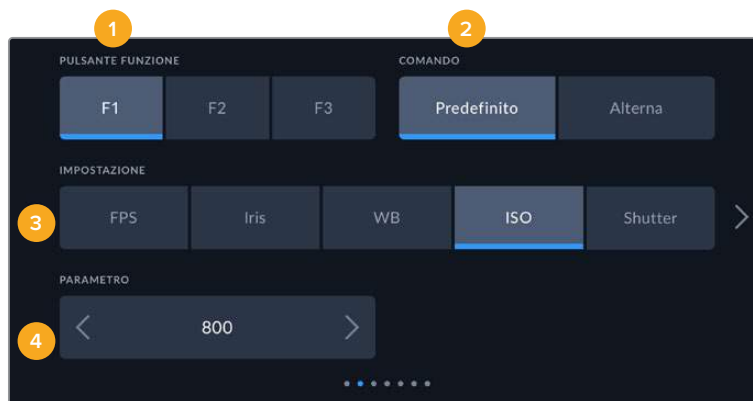 1 2
PULSANTE FUNZIONE COMANDO
F1 F2 F3 Predefinito Alterna
IMPOSTAZIONE
3 FPS Iris WB ISO Shutter
PARAMETRO
4 800